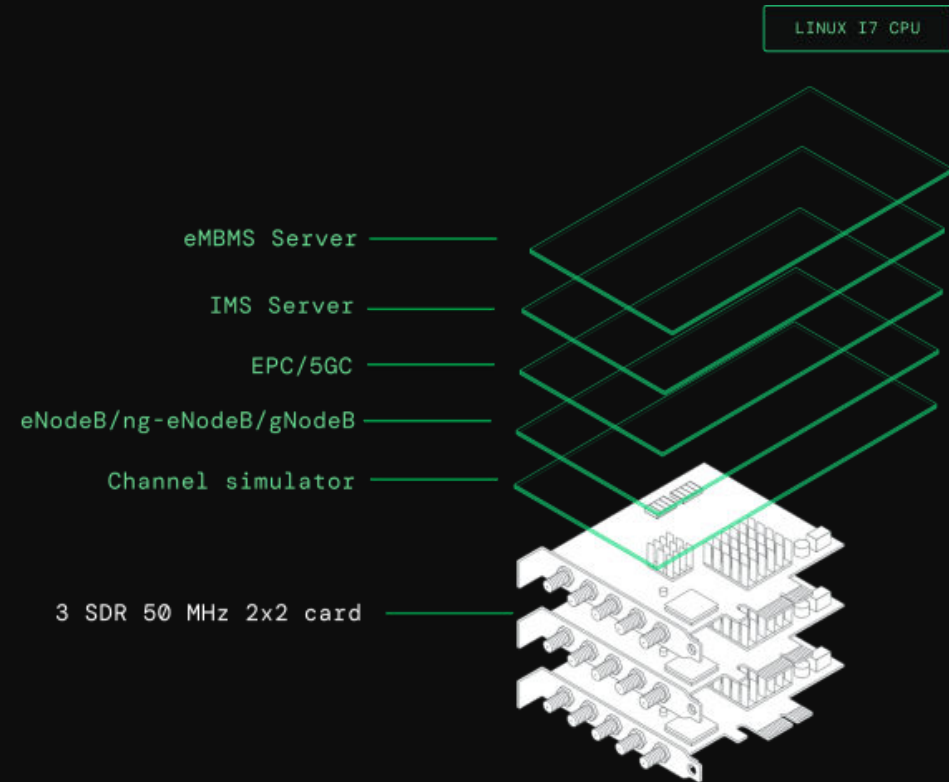 LINUX I7 CPU
eMBMS Server
IMS Server
EPC/5GC
eNodeB/ng-eNodeB/gNodeB
Channel simulator
3 SDR 50 MHz 2x2 card